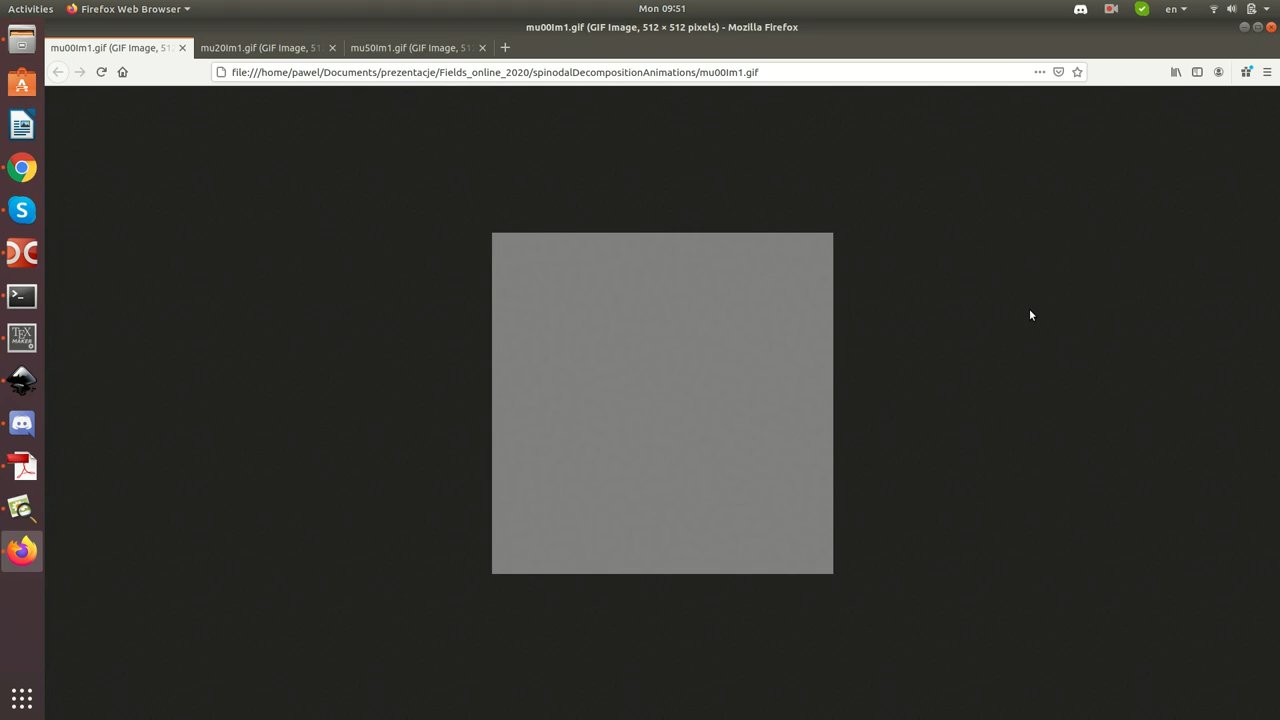 Activities
Firefox Web Browser
Mon 09:51
en
mu00Im1.gif (GIF Image, 512 × 512 pixels) - Mozilla Firefox
mu00Im1.gif (GIF Image, 51
mu20Im1.gif (GIF Image, 51
mu50Im1.gif (GIF Image, 51
file:///home/pawel/Documents/prezentacje/Fields_online_2020/spinodalDecompositionAnimations/mu00Im1.gif
S
TEX
MAKER